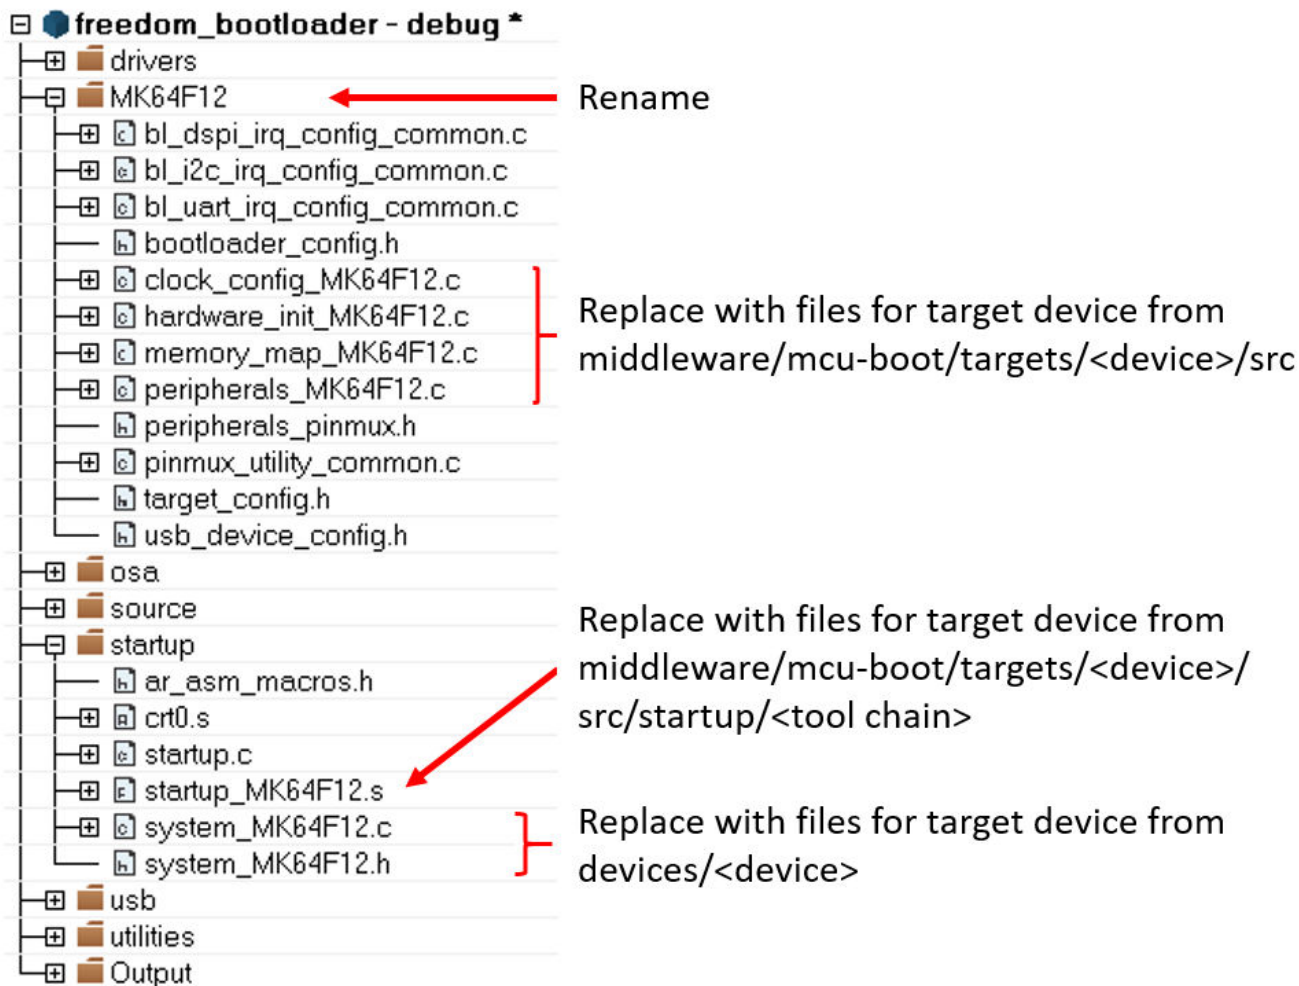 freedom_bootloader - debug *
drivers
MK64F12
Rename
bl_dspi_irq_config_common.c
bl_i2c_irq_config_common.c
bl_uart_irq_config_common.c
bootloader_config.h
clock_config_MK64F12.c
hardware_init_MK64F12.c
memory_map_MK64F12.c
peripherals_MK64F12.c
Replace with files for target device from
middleware/mcu-boot/targets/<device>/src
peripherals_pinmux.h
pinmux_utility_common.c
target_config.h
usb_device_config.h
osa
source
startup
ar_asm_macros.h
crt0.s
startup.c
startup_MK64F12.s
Replace with files for target device from
middleware/mcu-boot/targets/<device>/
src/startup/<tool chain>
system_MK64F12.c
system_MK64F12.h
Replace with files for target device from
devices/<device>
usb
utilities
Output